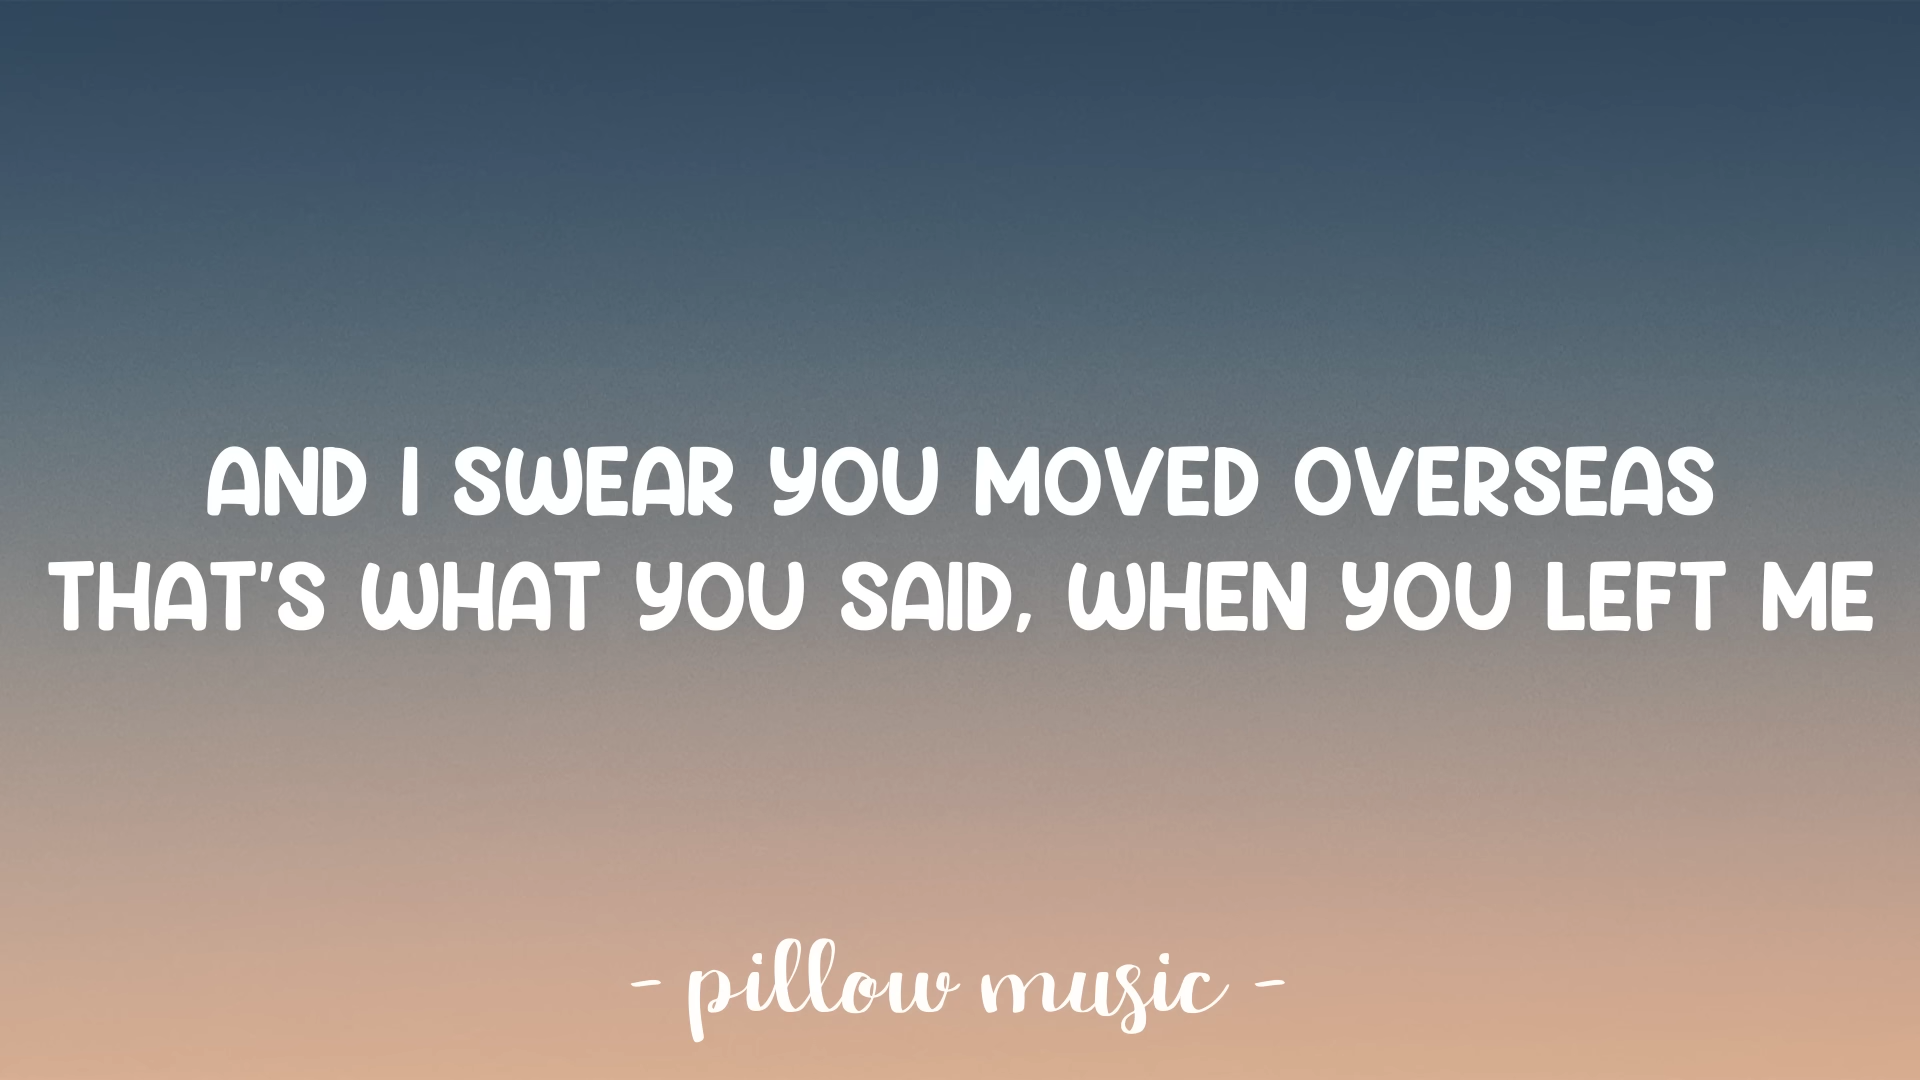 AND I SWEAR YOU MOVED OVERSEAS
THAT'S WHAT YOU SAID, WHEN YOU LEFT ME
- pillow music -